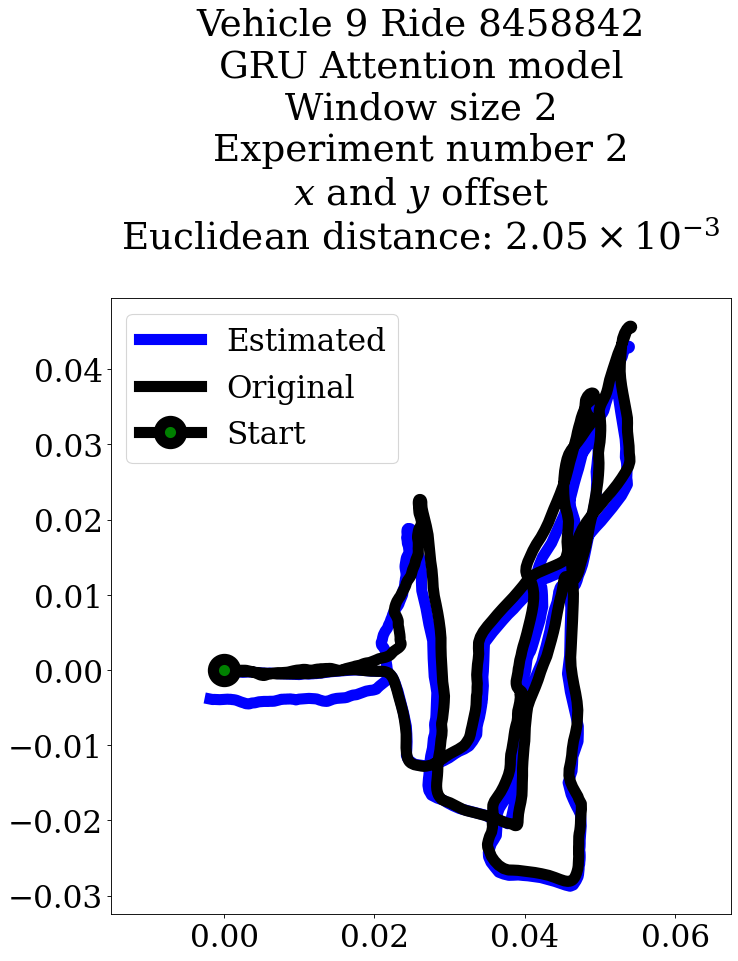 Vehicle 9 Ride 8458842
GRU Attention model
Window size 2
Experiment number 2
x and y offset
Euclidean distance: 2.05 × 10⁻³
Estimated
Original
Start
0.04
0.03
0.02
0.01
0.00
−0.01
−0.02
−0.03
0.00 0.02 0.04 0.06